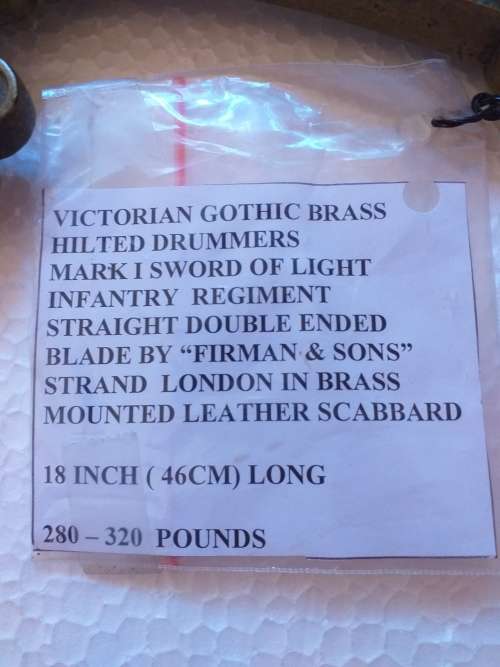 VICTORIAN GOTHIC BRASS
HILTED DRUMMERS
MARK I SWORD OF LIGHT
INFANTRY REGIMENT
STRAIGHT DOUBLE ENDED
BLADE BY “FIRMAN & SONS”
STRAND LONDON IN BRASS
MOUNTED LEATHER SCABBARD
18 INCH ( 46CM) LONG
280 – 320 POUNDS